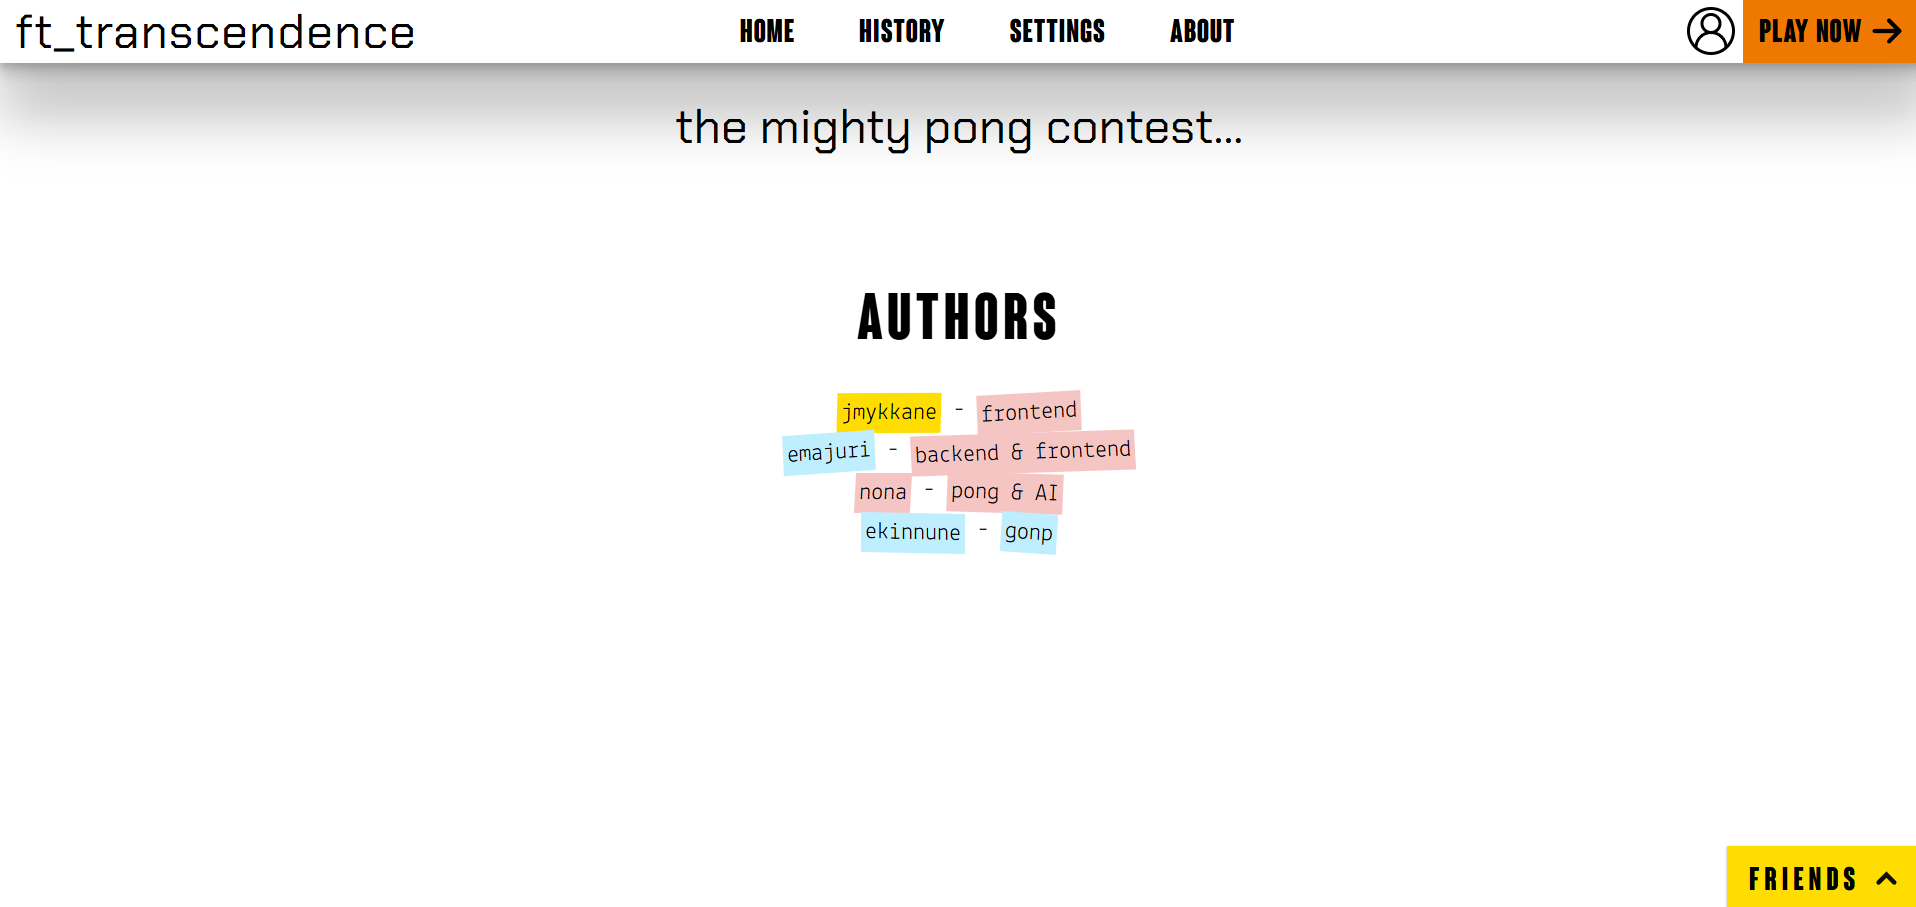 ft_transcendence HOME HISTORY SETTINGS ABOUT PLAY NOW
the mighty pong contest...
AUTHORS
jmykkane - frontend
emajuri - backend & frontend
nona - pong & AI
ekinnune - gonp
FRIENDS